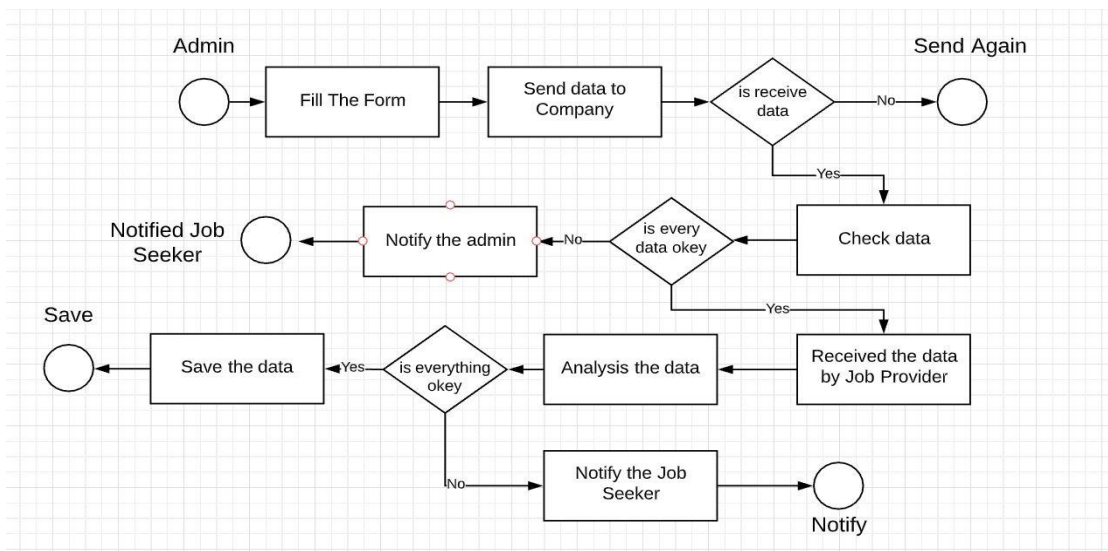 Admin
Send Again
Fill The Form
Send data to
Company
is receive
data
No
Yes
Notified Job
Seeker
Notify the admin
No
is every
data okey
Check data
Yes
Save
Save the data
Yes
is everything
okey
Analysis the data
Received the data
by Job Provider
No
Notify the Job
Seeker
Notify